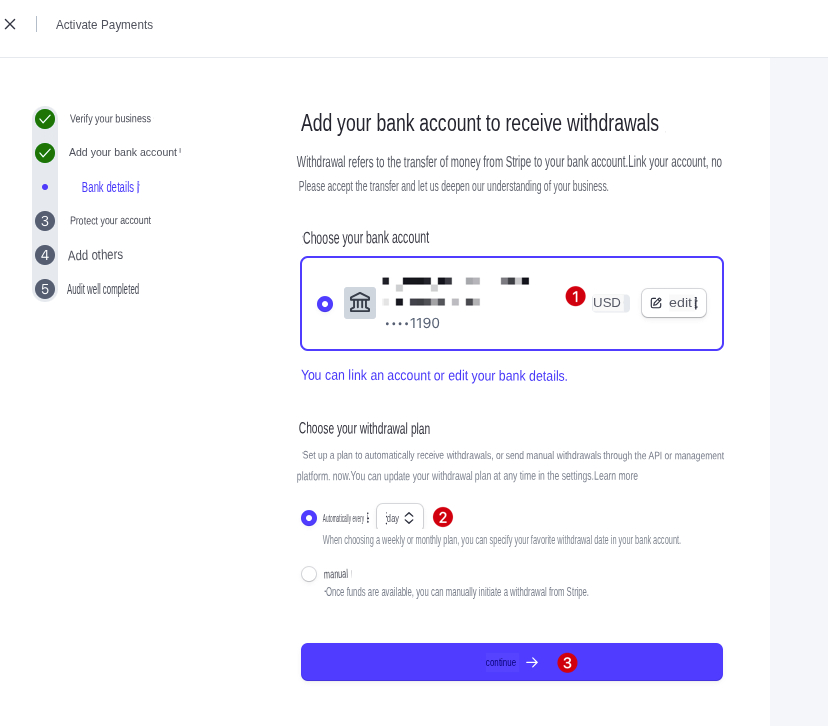 Activate Payments
Verify your business
Add your bank account
Bank details
3 Protect your account
4 Add others
5 Audit well completed
Add your bank account to receive withdrawals
Withdrawal refers to the transfer of money from Stripe to your bank account.Link your account, no
Please accept the transfer and let us deepen our understanding of your business.
Choose your bank account
1 USD edit
••••1190
You can link an account or edit your bank details.
Choose your withdrawal plan
Set up a plan to automatically receive withdrawals, or send manual withdrawals through the API or management
platform. now.You can update your withdrawal plan at any time in the settings.Learn more
Automatically every day 2
When choosing a weekly or monthly plan, you can specify your favorite withdrawal date in your bank account.
manual
·Once funds are available, you can manually initiate a withdrawal from Stripe.
continue → 3